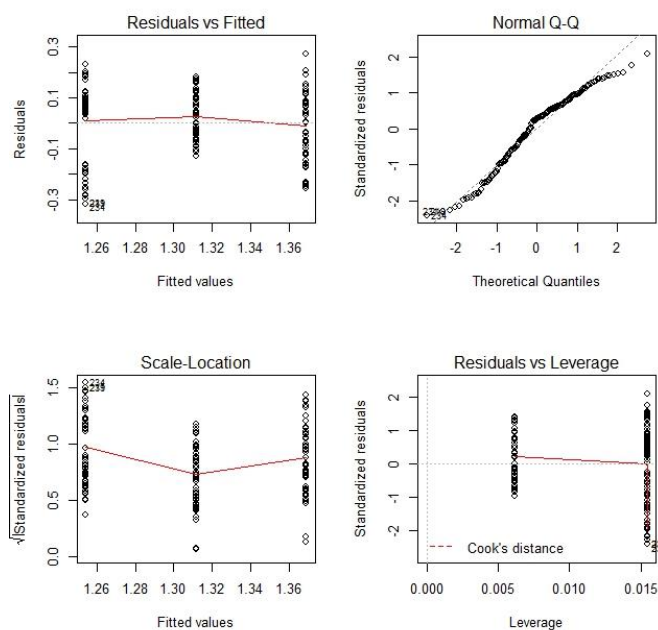 Residuals vs Fitted
Residuals
0.3
0.1
-0.1
-0.3
234
1.26 1.28 1.30 1.32 1.34 1.36
Fitted values
Normal Q-Q
Standardized residuals
2
1
0
-1
-2
234
-2 -1 0 1 2
Theoretical Quantiles
Scale-Location
√|Standardized residuals|
1.5
1.0
0.5
0.0
234
1.26 1.28 1.30 1.32 1.34 1.36
Fitted values
Residuals vs Leverage
Standardized residuals
2
1
0
-1
-2
Cook's distance
0.000 0.005 0.010 0.015
Leverage